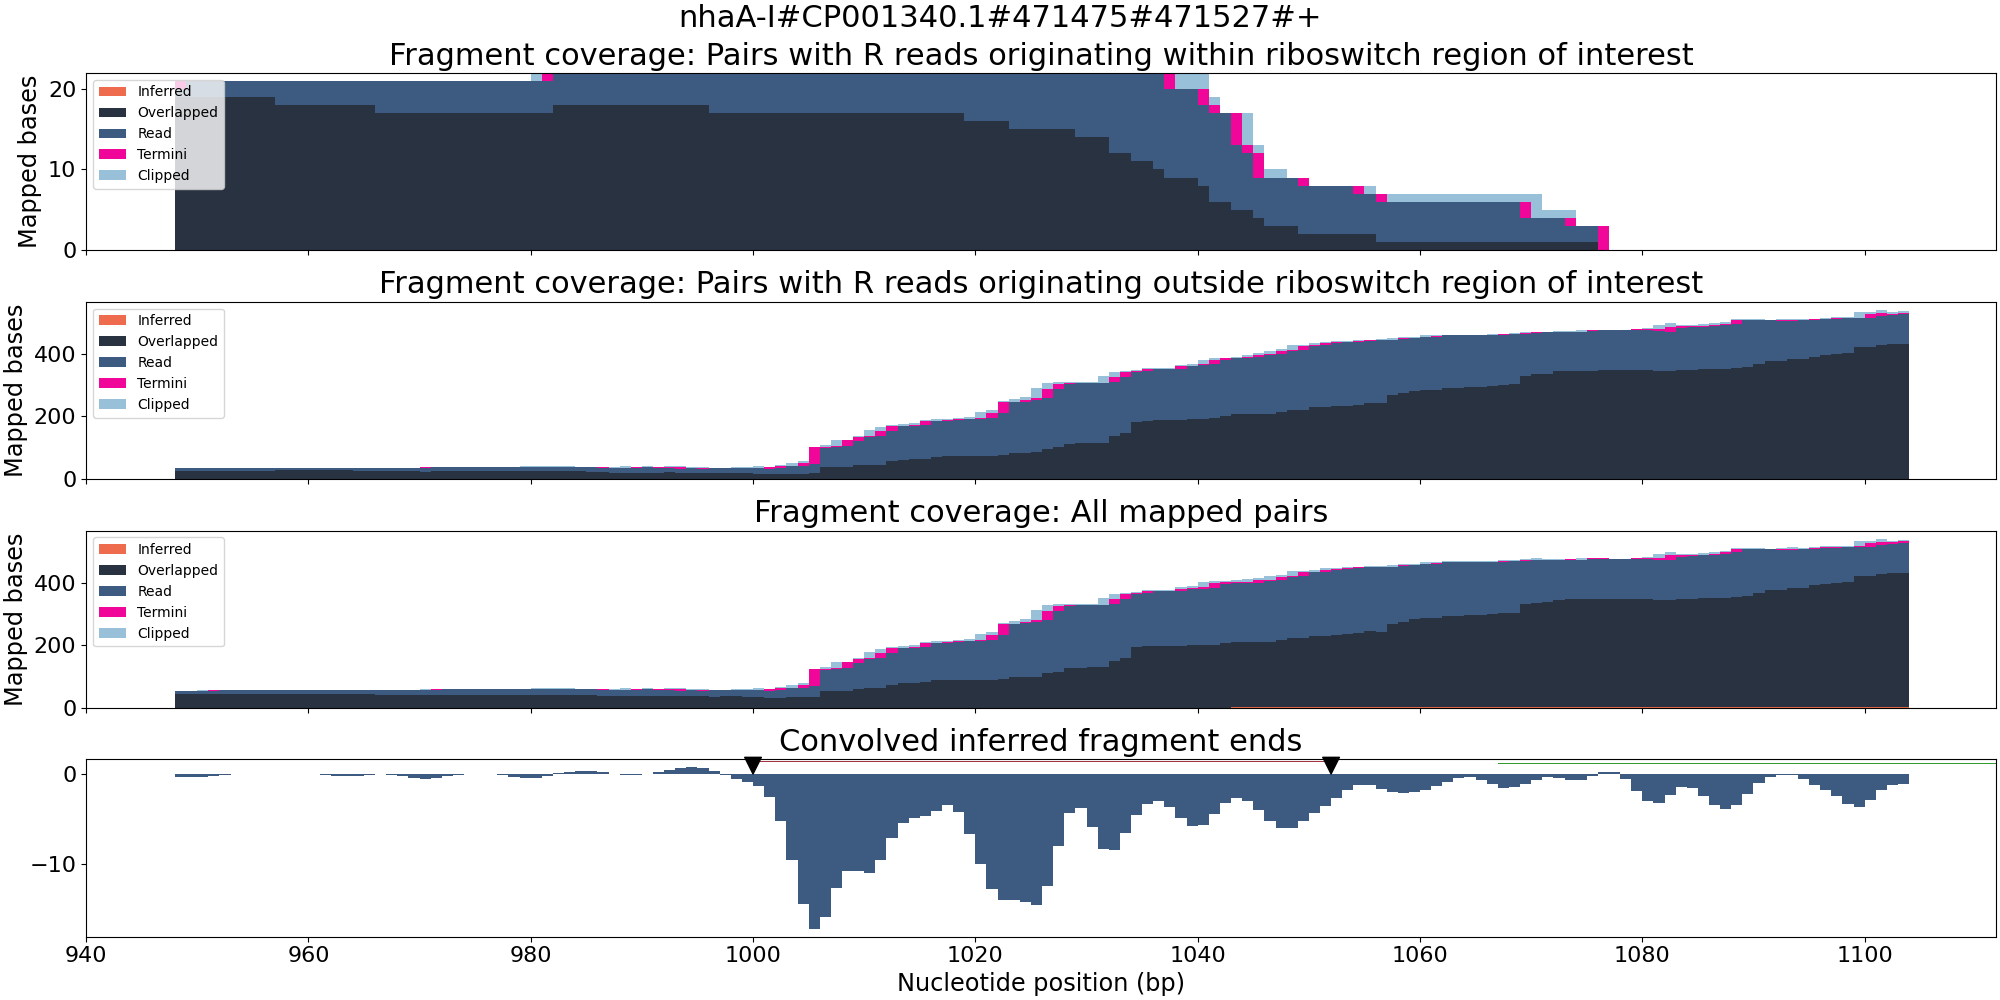 nhaA-I#CP001340.1#471475#471527#+
Fragment coverage: Pairs with R reads originating within riboswitch region of interest
Mapped bases
20
10
0
Inferred
Overlapped
Read
Termini
Clipped
Fragment coverage: Pairs with R reads originating outside riboswitch region of interest
Mapped bases
400
200
0
Inferred
Overlapped
Read
Termini
Clipped
Fragment coverage: All mapped pairs
Mapped bases
400
200
0
Inferred
Overlapped
Read
Termini
Clipped
Convolved inferred fragment ends
0
−10
940 960 980 1000 1020 1040 1060 1080 1100
Nucleotide position (bp)